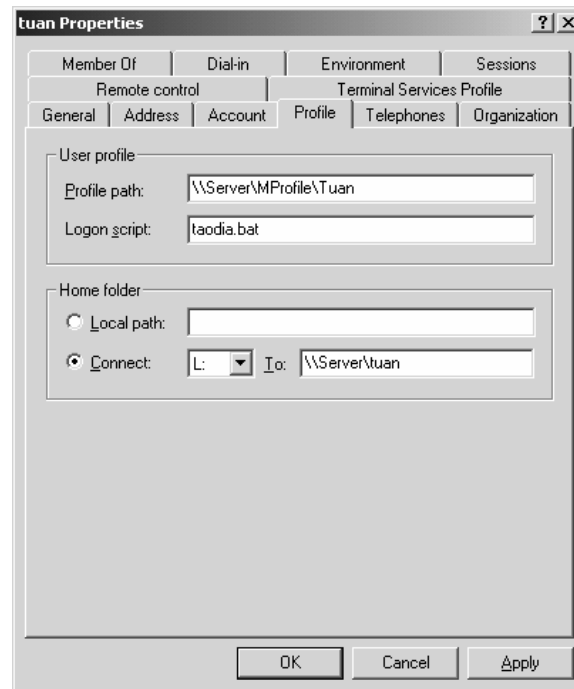 tuan Properties
Member Of Dial-in Environment Sessions
Remote control Terminal Services Profile
General Address Account Profile Telephones Organization
User profile
Profile path: \\Server\MProfile\Tuan
Logon script: taodia.bat
Home folder
Local path:
Connect: L: To: \\Server\tuan
OK Cancel Apply